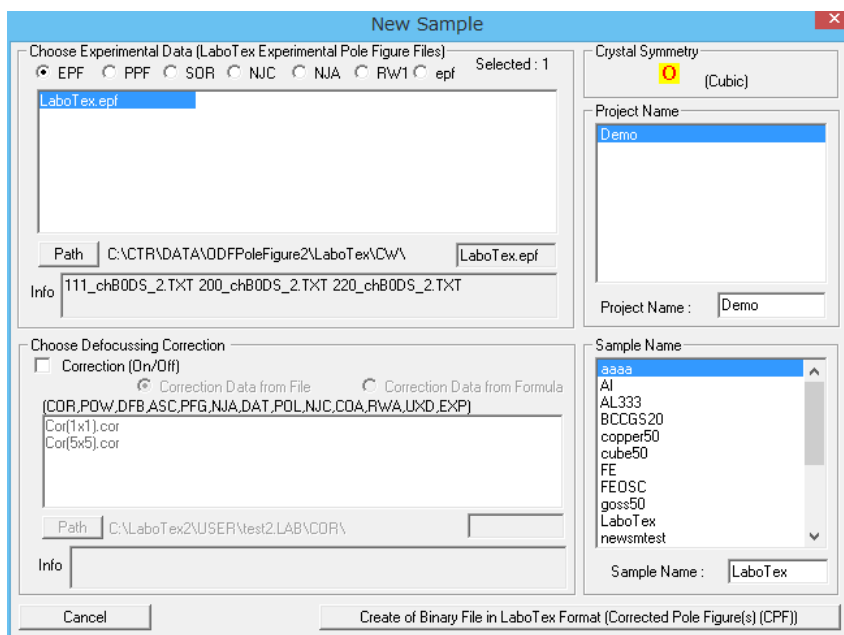 New Sample
Choose Experimental Data (LaboTex Experimental Pole Figure Files)
EPF PPF SOR NJC NJA RW1 epf Selected : 1
LaboTex.epf
Path C:\CTR\DATA\ODFPoleFigure2\LaboTex\CW\ LaboTex.epf
Info 111_chB0DS_2.TXT 200_chB0DS_2.TXT 220_chB0DS_2.TXT
Crystal Symmetry
O (Cubic)
Project Name
Demo
Project Name : Demo
Choose Defocussing Correction
Correction (On/Off)
Correction Data from File Correction Data from Formula
(COR,POW,DFB,ASC,PFG,NJA,DAT,POL,NJC,COA,RWA,UXD,EXP)
Cor(1x1).cor
Cor(5x5).cor
Path C:\LaboTex2\USER\test2.LAB\COR\
Info
Sample Name
aaaa
Al
AL333
BCCGS20
copper50
cube50
FE
FEOSC
goss50
LaboTex
newsmtest
Sample Name : LaboTex
Cancel
Create of Binary File in LaboTex Format (Corrected Pole Figure(s) (CPF))